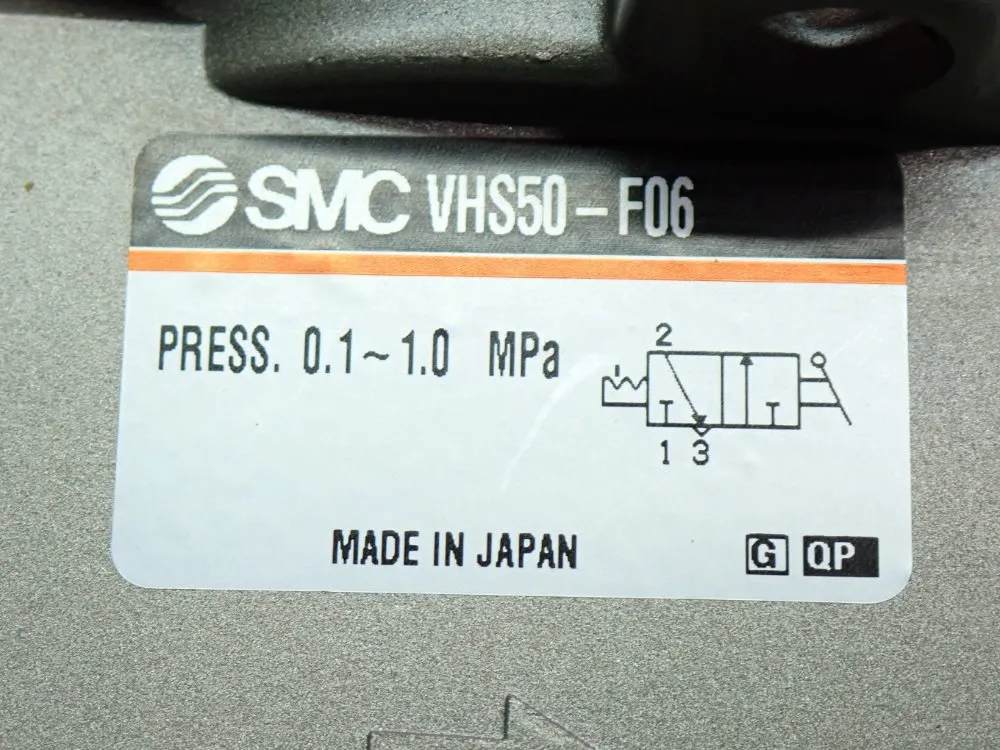 SMC VHS50-F06
PRESS. 0.1~1.0 MPa
2
1 3
MADE IN JAPAN
G QP